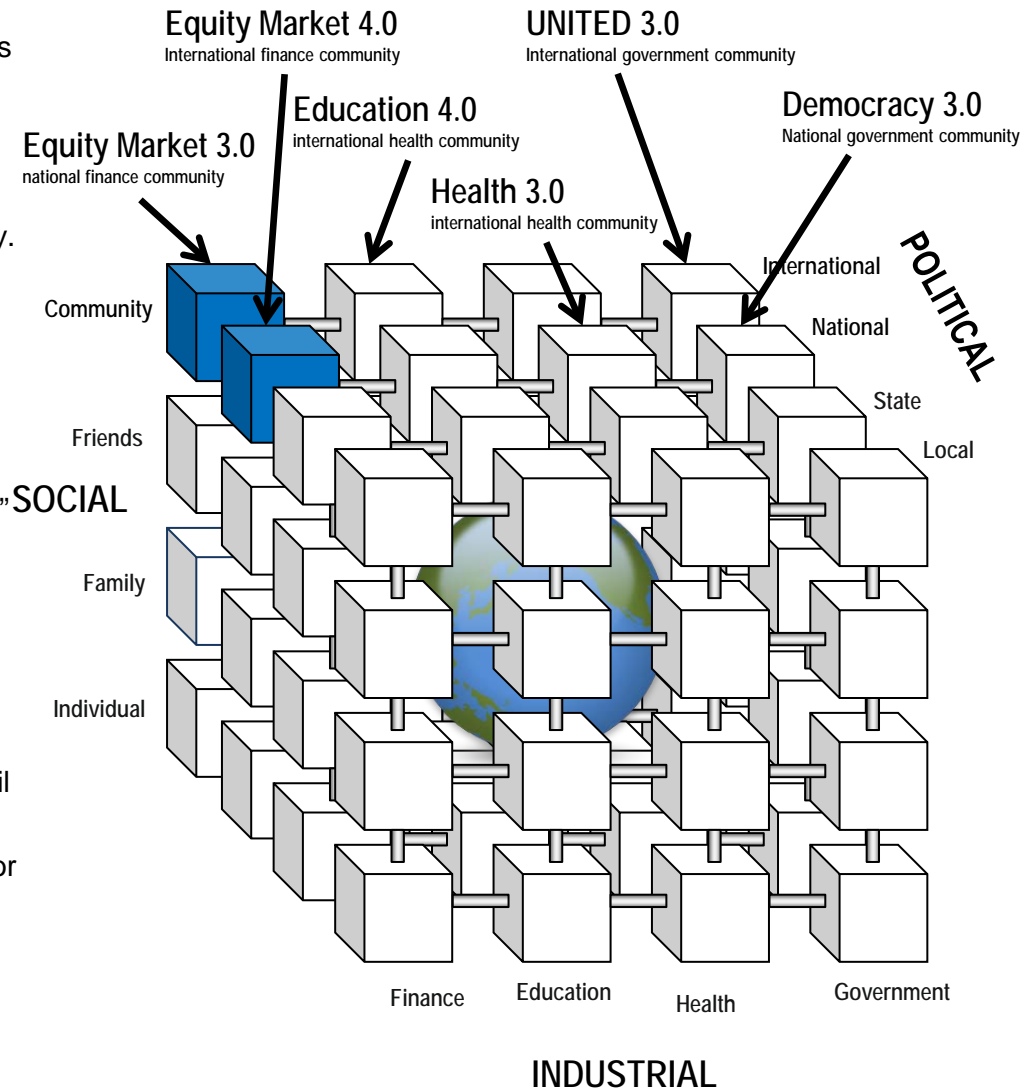 Equity Market 4.0
International finance community
UNITED 3.0
International government community
s
Education 4.0
international health community
Democracy 3.0
National government community
Equity Market 3.0
national finance community
Health 3.0
international health community
y.
POLITICAL
International
Community
National
State
Friends
Local
”SOCIAL
Family
Individual
il
or
Finance
Education
Health
Government
INDUSTRIAL